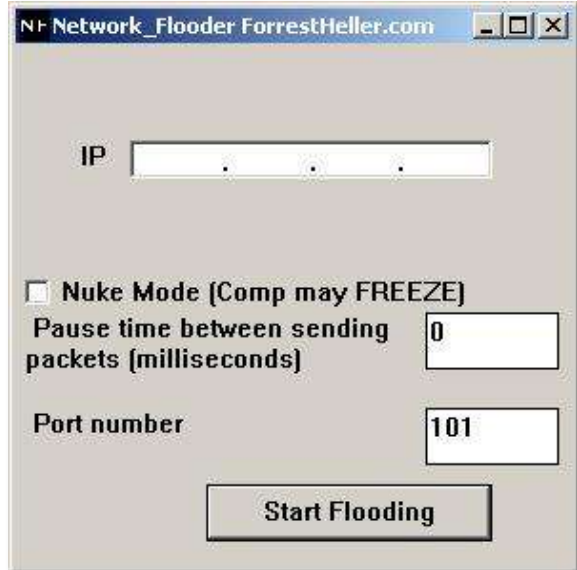 NF Network_Flooder ForrestHeller.com
IP . . .
Nuke Mode (Comp may FREEZE)
Pause time between sending
packets (milliseconds) 0
Port number 101
Start Flooding